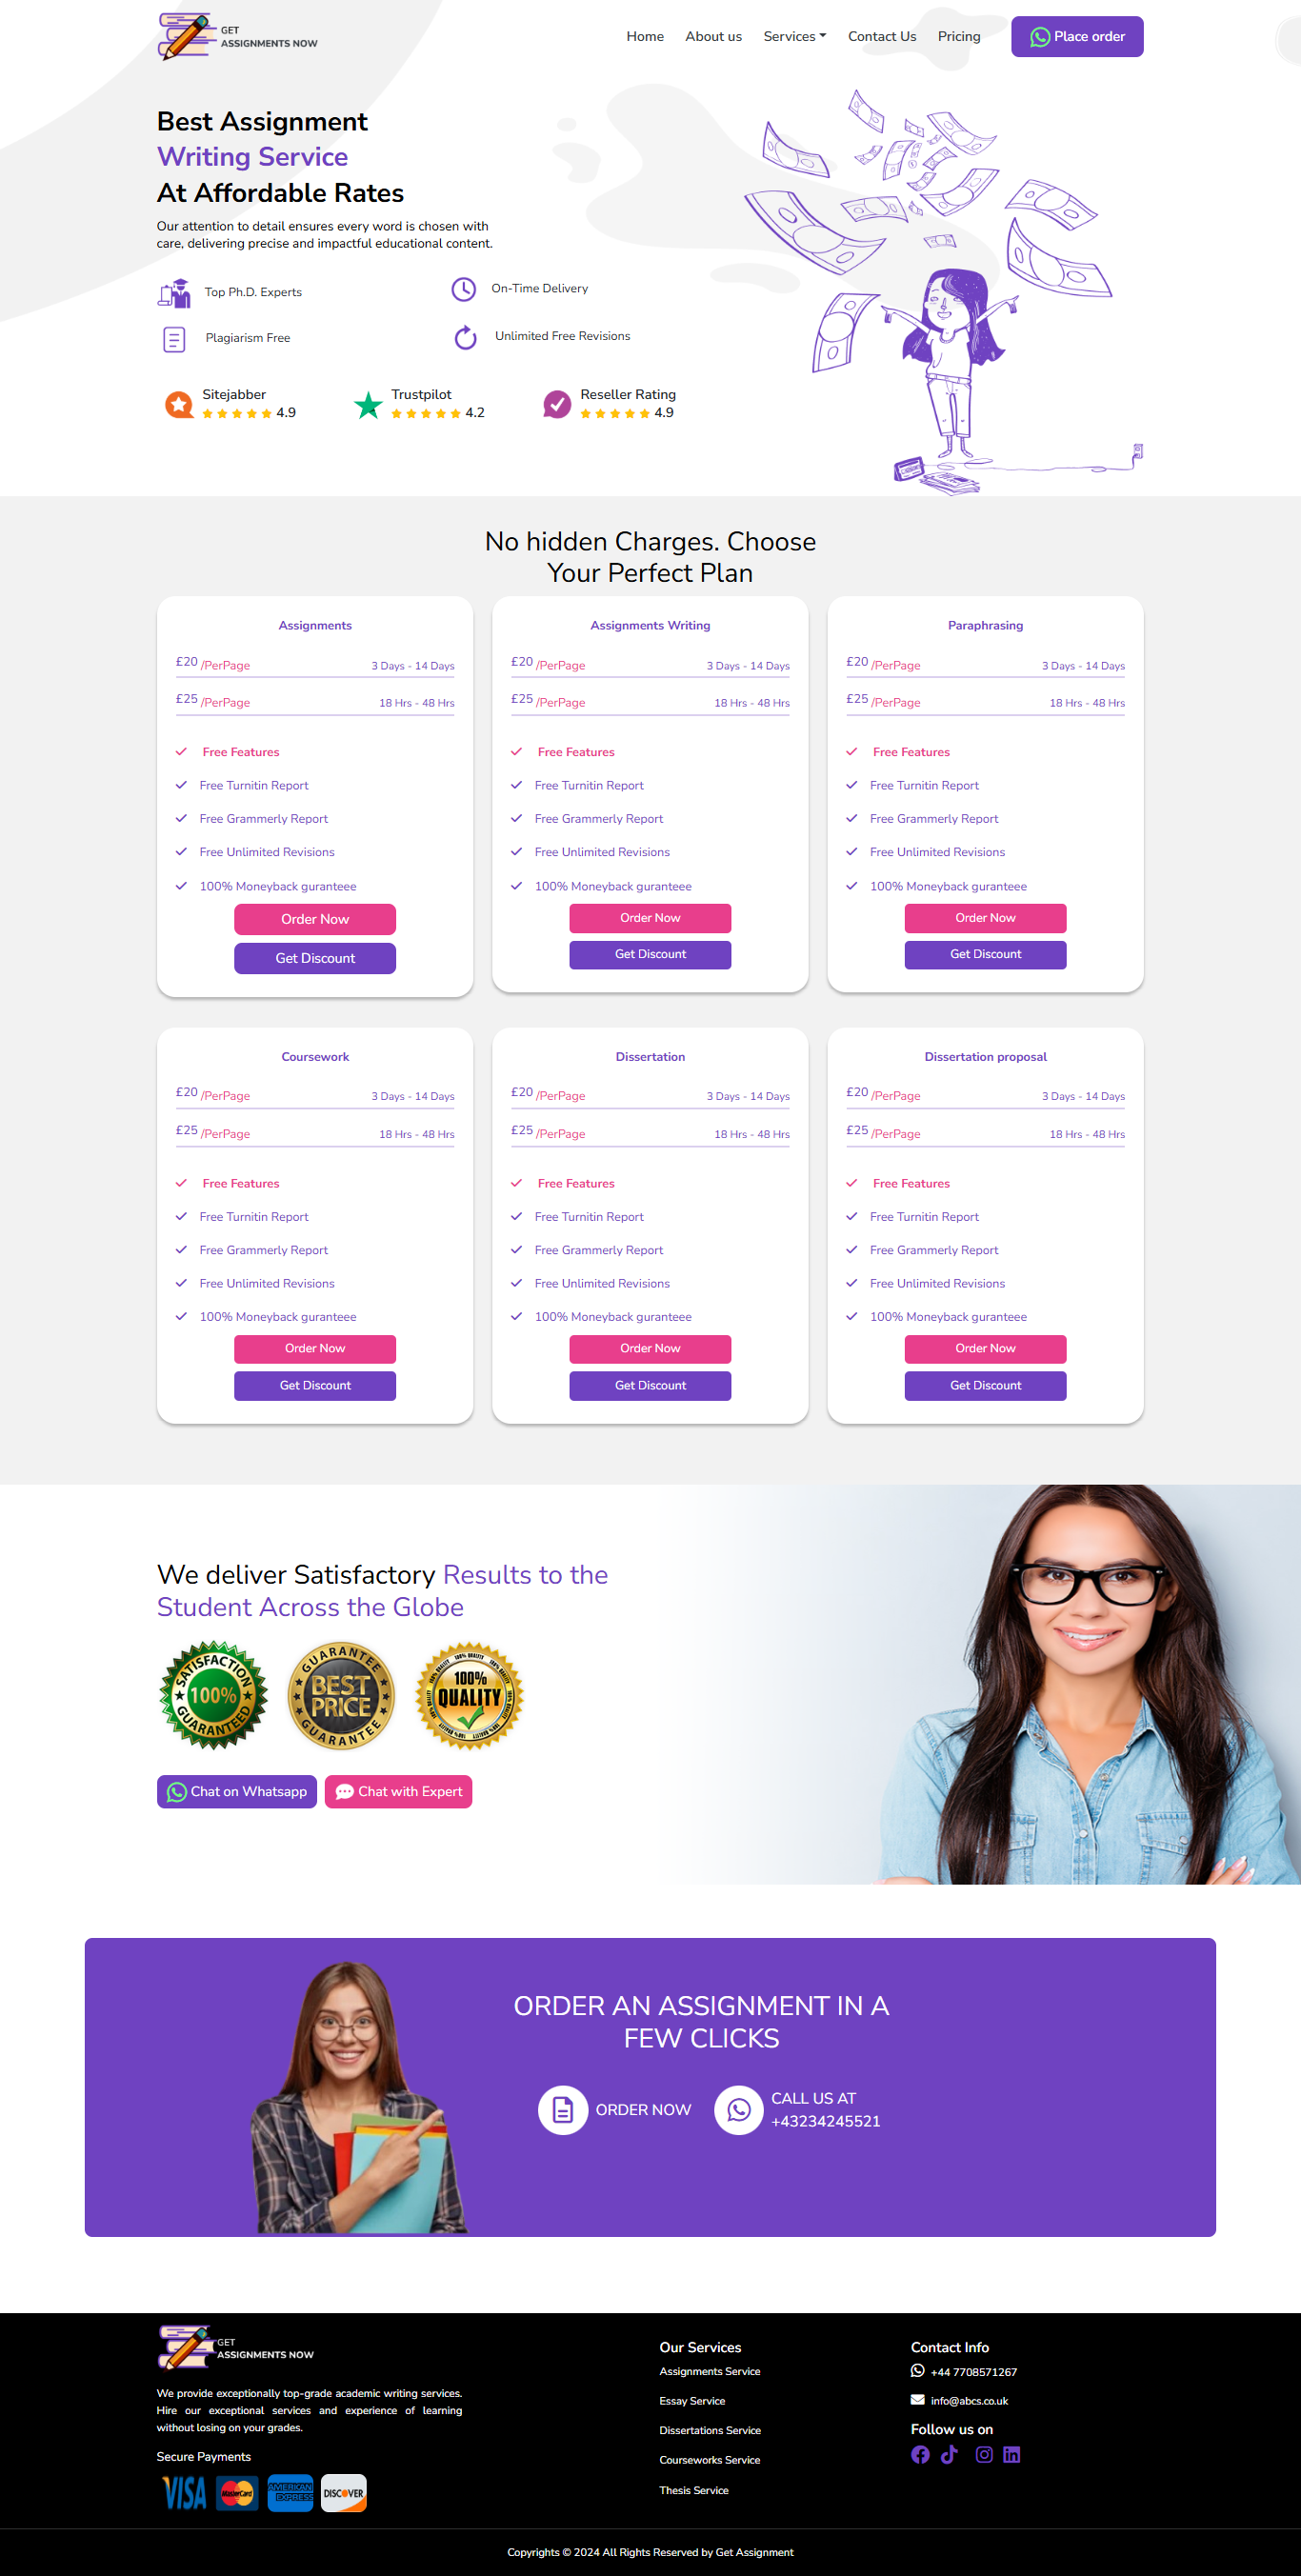 GET
ASSIGNMENTS NOW
Home
About us
Services
Contact Us
Pricing
Place order
Best Assignment
Writing Service
At Affordable Rates
Our attention to detail ensures every word is chosen with
care, delivering precise and impactful educational content.
Top Ph.D. Experts
On-Time Delivery
Plagiarism Free
Unlimited Free Revisions
Sitejabber
4.9
Trustpilot
4.2
Reseller Rating
4.9
No hidden Charges. Choose
Your Perfect Plan
Assignments
£20 /PerPage 3 Days - 14 Days
£25 /PerPage 18 Hrs - 48 Hrs
Free Features
Free Turnitin Report
Free Grammerly Report
Free Unlimited Revisions
100% Moneyback guranteee
Order Now
Get Discount
Assignments Writing
£20 /PerPage 3 Days - 14 Days
£25 /PerPage 18 Hrs - 48 Hrs
Free Features
Free Turnitin Report
Free Grammerly Report
Free Unlimited Revisions
100% Moneyback guranteee
Order Now
Get Discount
Paraphrasing
£20 /PerPage 3 Days - 14 Days
£25 /PerPage 18 Hrs - 48 Hrs
Free Features
Free Turnitin Report
Free Grammerly Report
Free Unlimited Revisions
100% Moneyback guranteee
Order Now
Get Discount
Coursework
£20 /PerPage 3 Days - 14 Days
£25 /PerPage 18 Hrs - 48 Hrs
Free Features
Free Turnitin Report
Free Grammerly Report
Free Unlimited Revisions
100% Moneyback guranteee
Order Now
Get Discount
Dissertation
£20 /PerPage 3 Days - 14 Days
£25 /PerPage 18 Hrs - 48 Hrs
Free Features
Free Turnitin Report
Free Grammerly Report
Free Unlimited Revisions
100% Moneyback guranteee
Order Now
Get Discount
Dissertation proposal
£20 /PerPage 3 Days - 14 Days
£25 /PerPage 18 Hrs - 48 Hrs
Free Features
Free Turnitin Report
Free Grammerly Report
Free Unlimited Revisions
100% Moneyback guranteee
Order Now
Get Discount
We deliver Satisfactory Results to the
Student Across the Globe
SATISFACTION
100%
GUARANTEED
GUARANTEE
BEST
PRICE
GUARANTEE
100% QUALITY
100%
QUALITY
Chat on Whatsapp
Chat with Expert
ORDER AN ASSIGNMENT IN A
FEW CLICKS
ORDER NOW
CALL US AT
+43234245521
GET
ASSIGNMENTS NOW
We provide exceptionally top-grade academic writing services.
Hire our exceptional services and experience of learning
without losing on your grades.
Secure Payments
VISA
MasterCard
AMERICAN
EXPRESS
DISCOVER
Our Services
Assignments Service
Essay Service
Dissertations Service
Courseworks Service
Thesis Service
Contact Info
+44 7708571267
info@abcs.co.uk
Follow us on
Copyrights © 2024 All Rights Reserved by Get Assignment